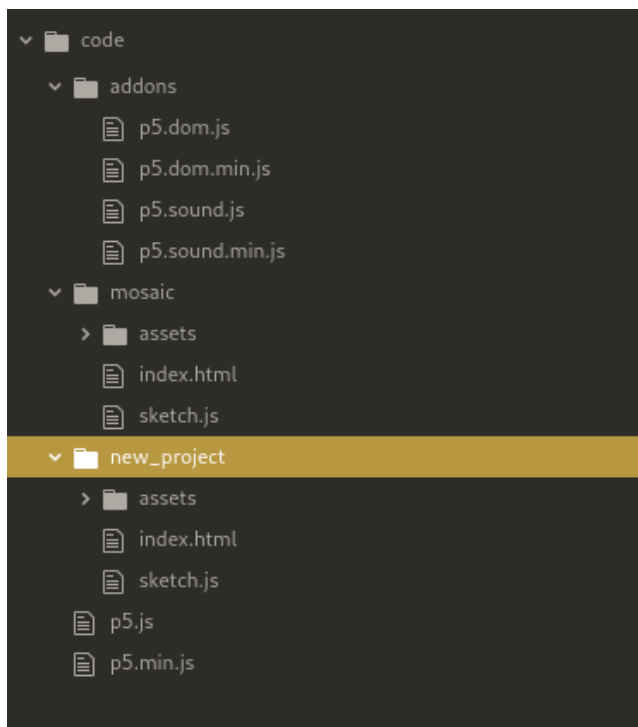 code
addons
p5.dom.js
p5.dom.min.js
p5.sound.js
p5.sound.min.js
mosaic
assets
index.html
sketch.js
new_project
assets
index.html
sketch.js
p5.js
p5.min.js